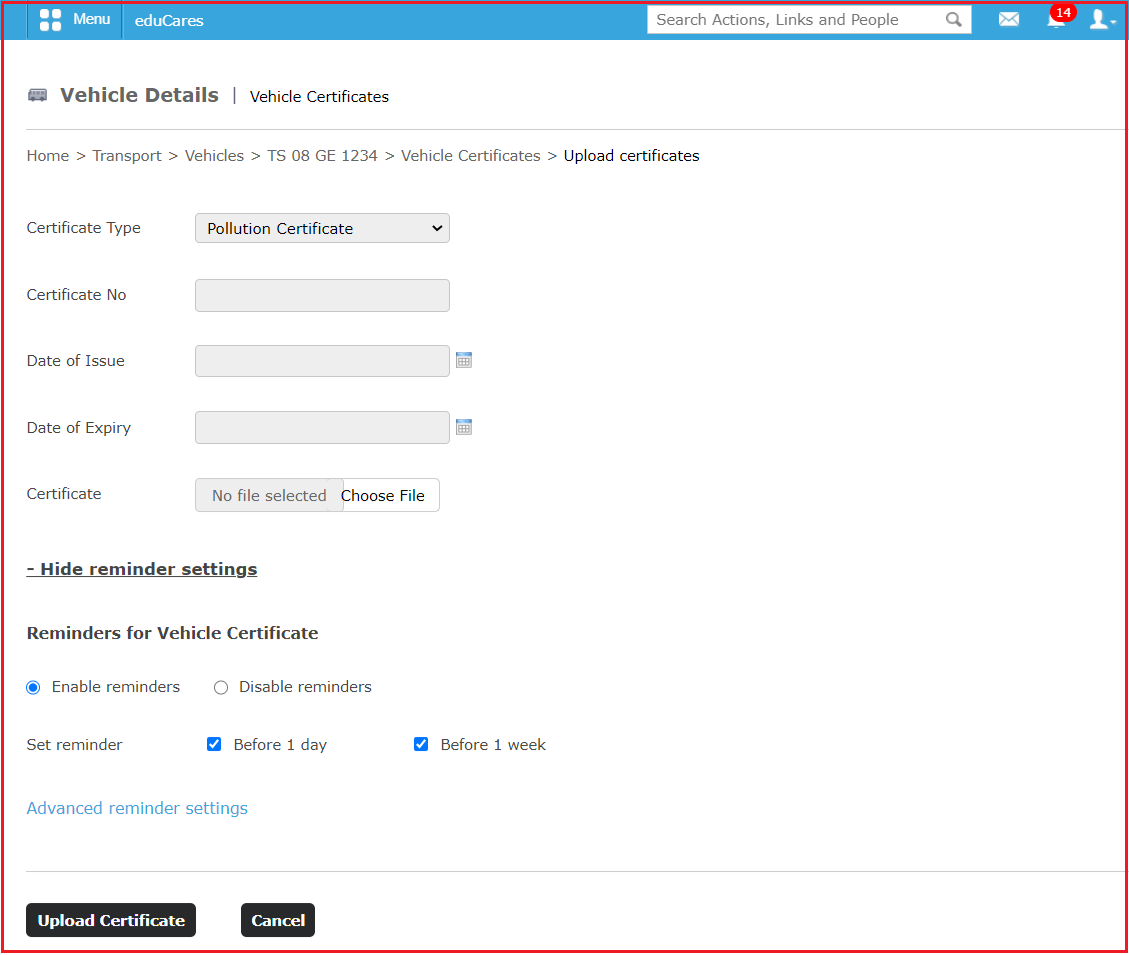 Menu eduCares Search Actions, Links and People 14
Vehicle Details | Vehicle Certificates
Home > Transport > Vehicles > TS 08 GE 1234 > Vehicle Certificates > Upload certificates
Certificate Type Pollution Certificate
Certificate No
Date of Issue
Date of Expiry
Certificate No file selected Choose File
- Hide reminder settings
Reminders for Vehicle Certificate
Enable reminders Disable reminders
Set reminder Before 1 day Before 1 week
Advanced reminder settings
Upload Certificate Cancel